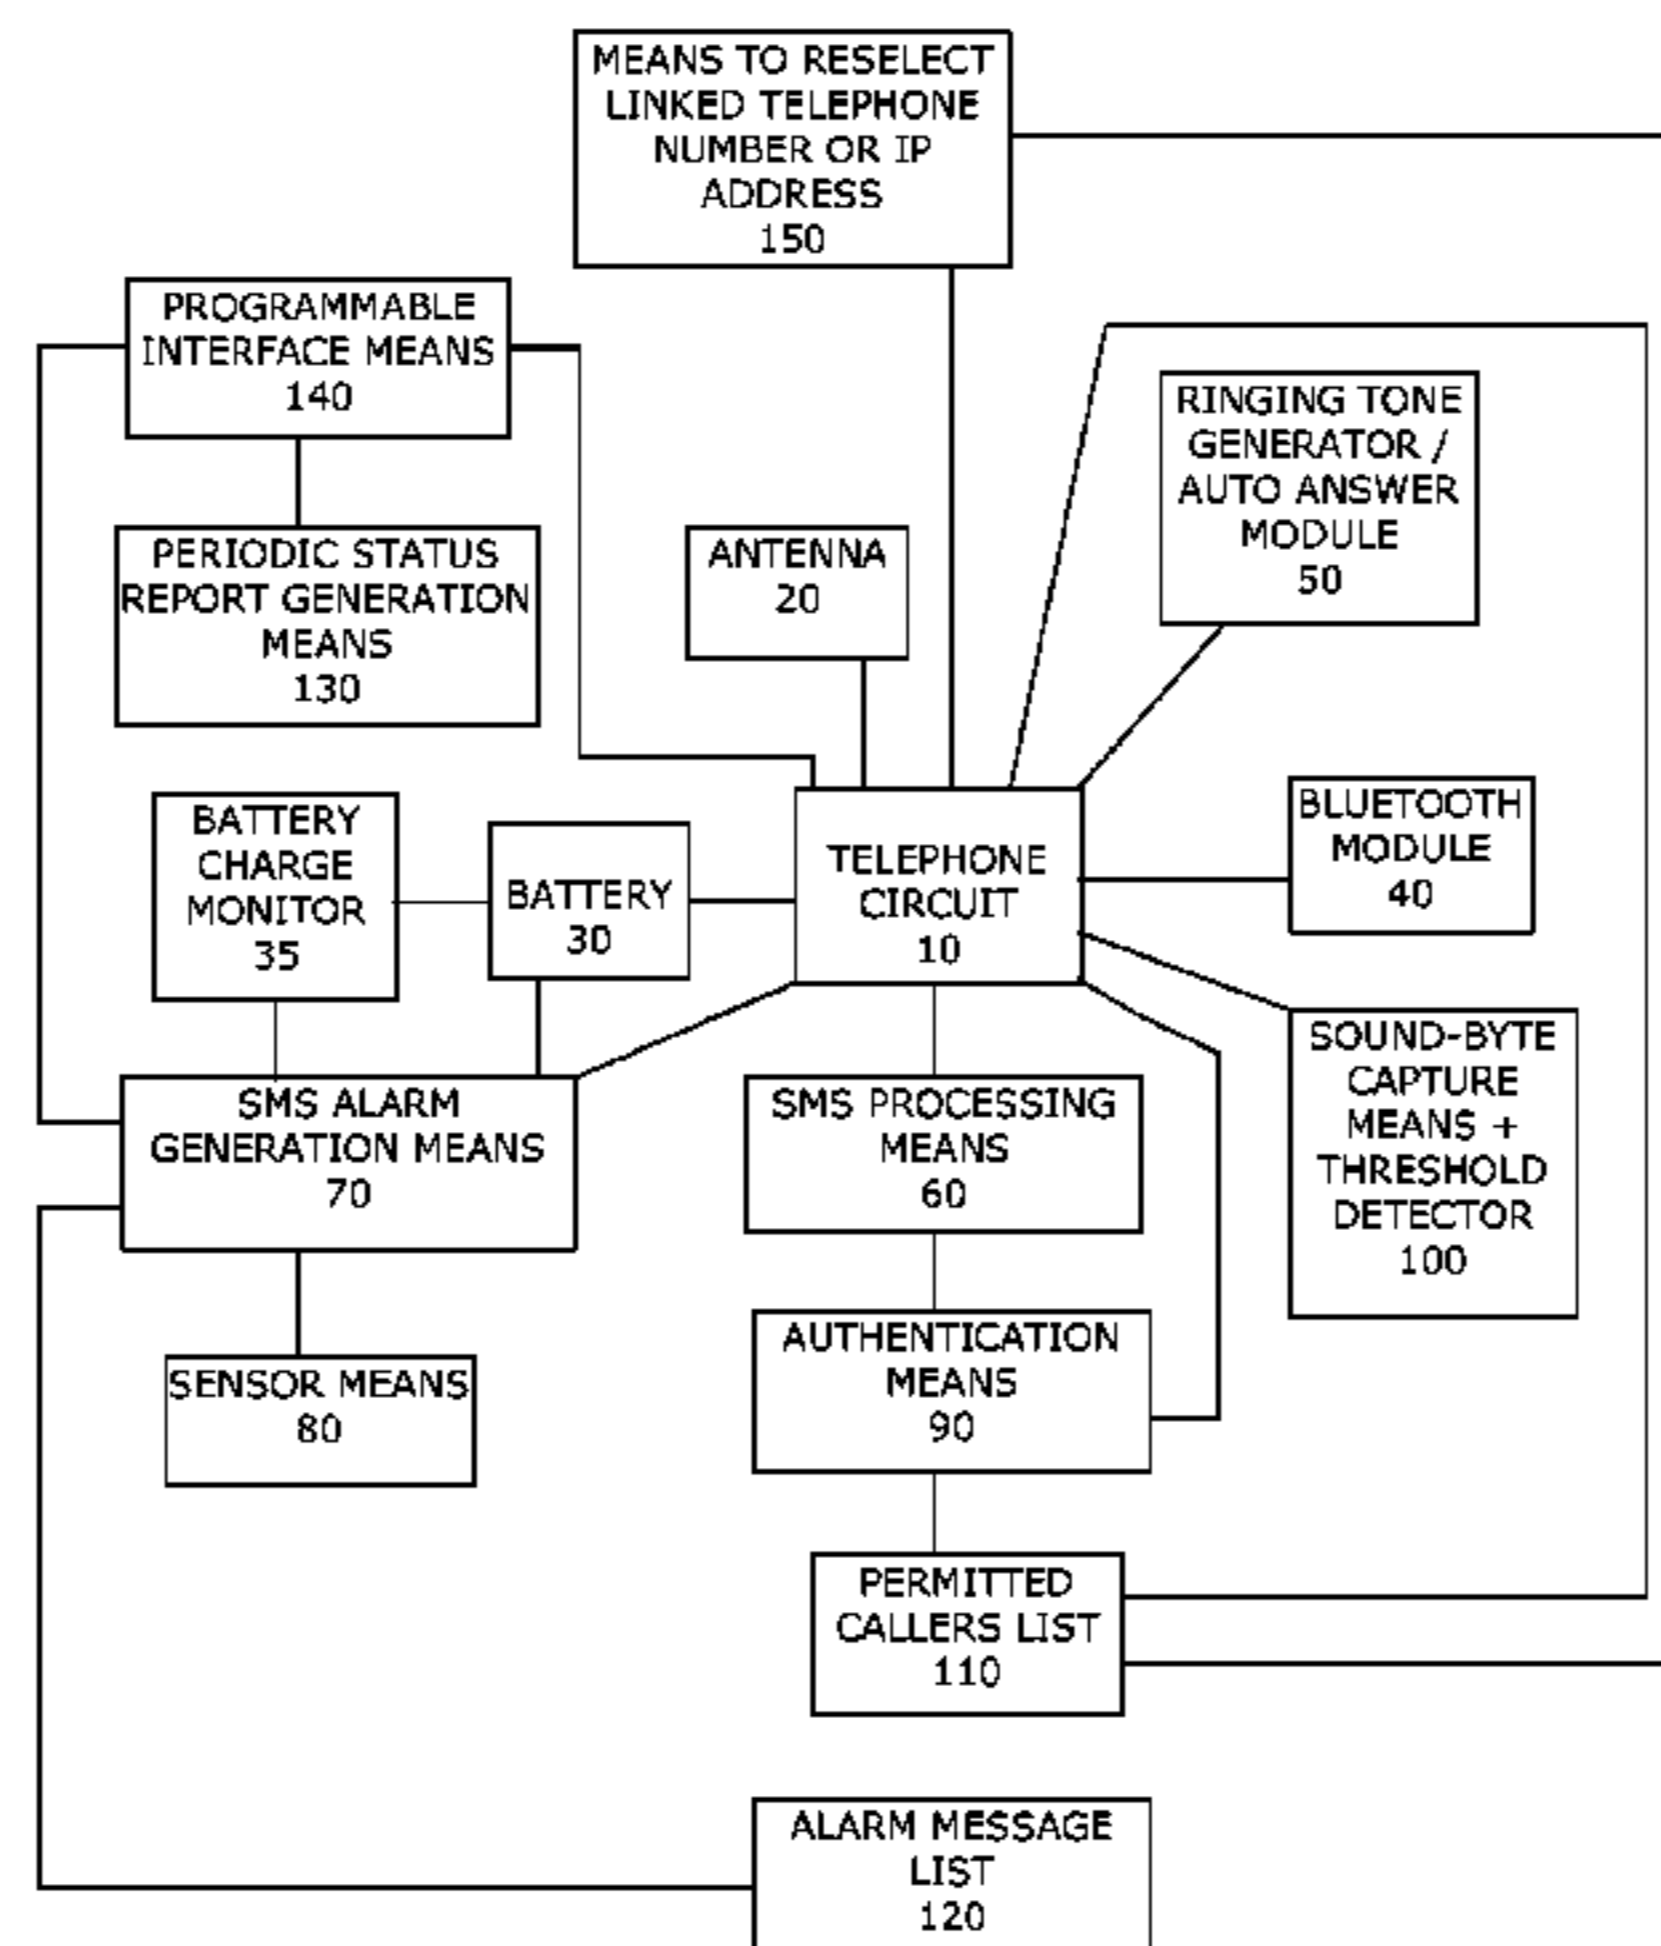 MEANS TO RESELECT
LINKED TELEPHONE
NUMBER OR IP
ADDRESS
150
PROGRAMMABLE
INTERFACE MEANS
140
RINGING TONE
GENERATOR /
AUTO ANSWER
MODULE
50
PERIODIC STATUS
REPORT GENERATION
MEANS
130
ANTENNA
20
BATTERY
CHARGE
MONITOR
35
BATTERY
30
TELEPHONE
CIRCUIT
10
BLUETOOTH
MODULE
40
SOUND-BYTE
CAPTURE
MEANS +
THRESHOLD
DETECTOR
100
SMS ALARM
GENERATION MEANS
70
SMS PROCESSING
MEANS
60
SENSOR MEANS
80
AUTHENTICATION
MEANS
90
PERMITTED
CALLERS LIST
110
ALARM MESSAGE
LIST
120